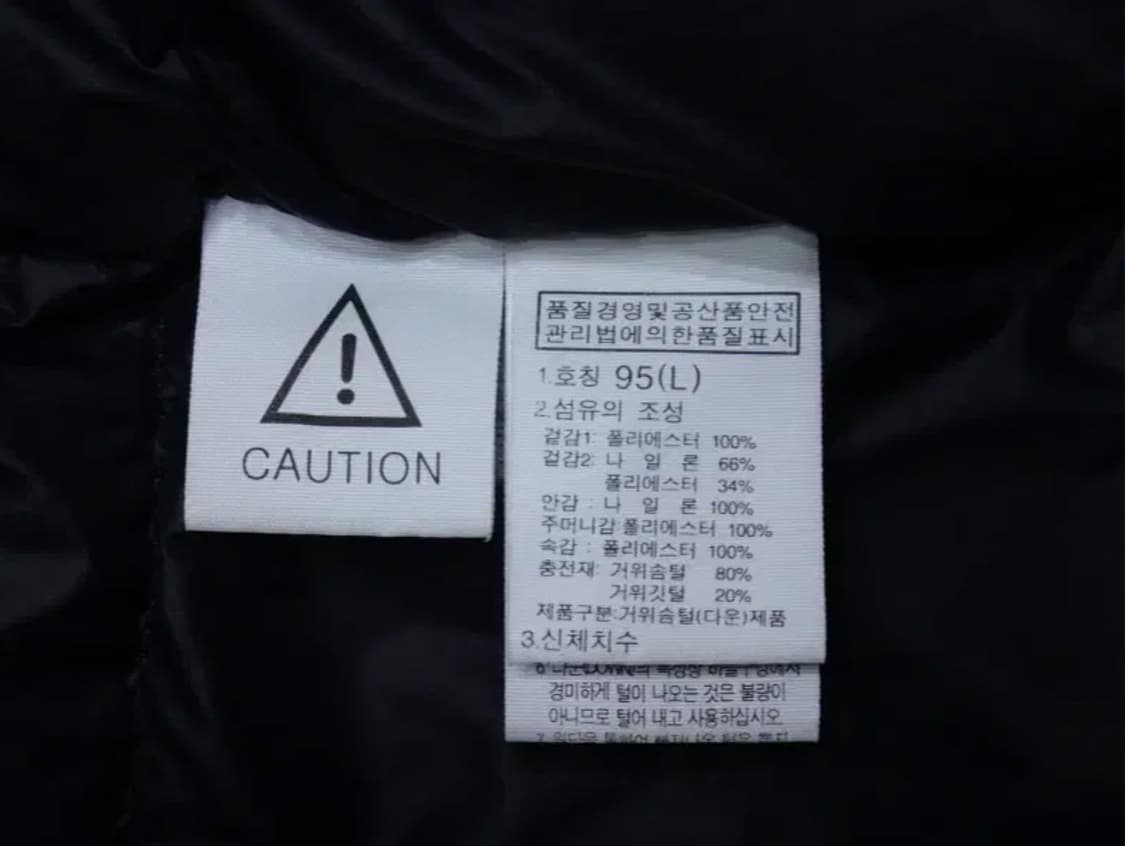 CAUTION
품질경영및공산품안전
관리법에의한품질표시
1.호칭 95(L)
2.섬유의 조성
겉감1: 폴리에스터 100%
겉감2: 나 일 론 66%
폴리에스터 34%
안감 : 나 일 론 100%
주머니감:폴리에스터 100%
속감 : 폴리에스터 100%
충전재: 거위솜털 80%
거위깃털 20%
제품구분:거위솜털(다운)제품
3.신체치수
경미하게 털이 나오는 것은 불량이
아니므로 털어 내고 사용하십시오.